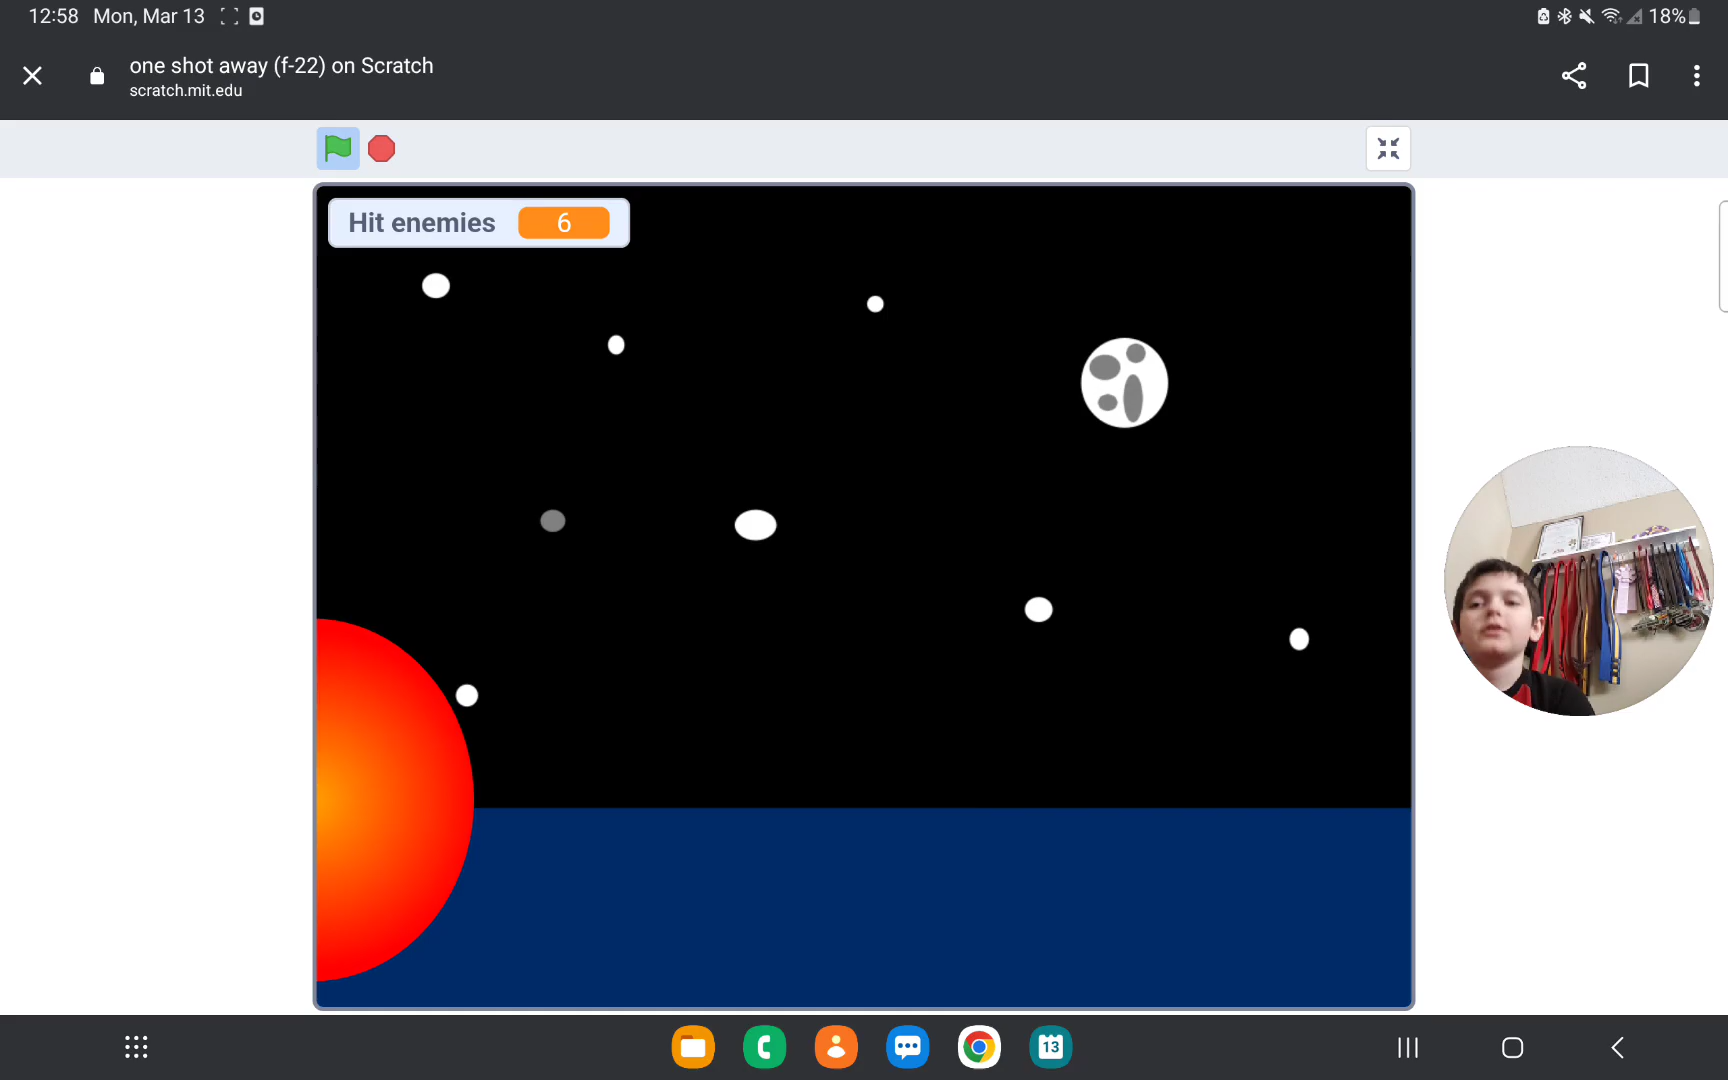 12:58 Mon, Mar 13
18%
one shot away (f-22) on Scratch
scratch.mit.edu
Hit enemies 6
13